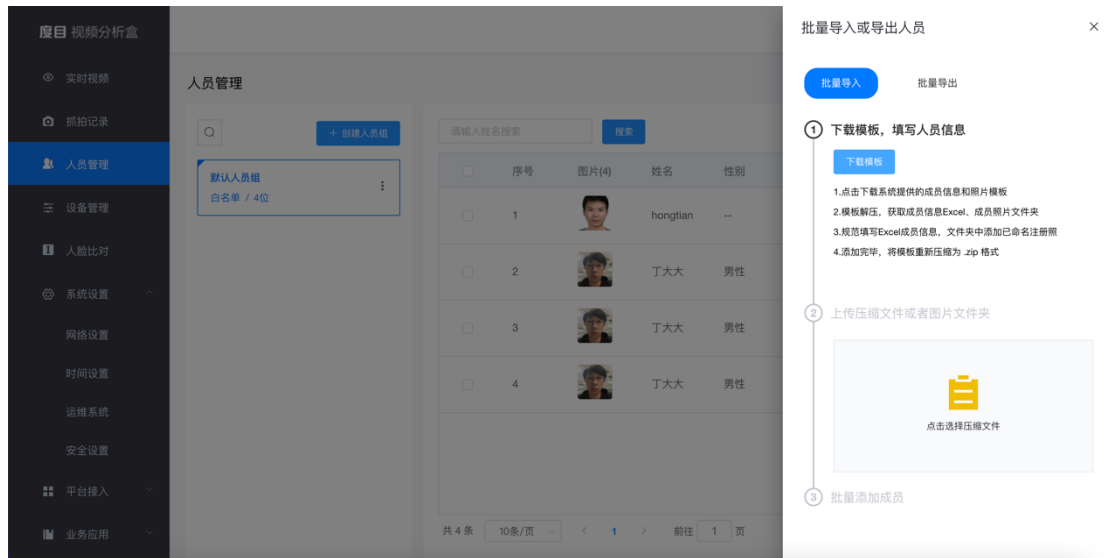 度目 视频分析盒
实时视频
抓拍记录
人员管理
设备管理
人脸比对
系统设置
网络设置
时间设置
运维系统
安全设置
平台接入
业务应用
人员管理
+ 创建人员组
默认人员组
白名单 / 4位
请输入姓名搜索 搜索
序号 图片(4) 姓名 性别
1 hongtian --
2 丁大大 男性
3 丁大大 男性
4 丁大大 男性
共 4 条 10条/页 < 1 > 前往 1 页
批量导入或导出人员 ×
批量导入 批量导出
1 下载模板，填写人员信息
下载模板
1.点击下载系统提供的成员信息和照片模板
2.模板解压，获取成员信息Excel、成员照片文件夹
3.规范填写Excel成员信息，文件夹中添加已命名注册照
4.添加完毕，将模板重新压缩为 .zip 格式
2 上传压缩文件或者图片文件夹
点击选择压缩文件
3 批量添加成员